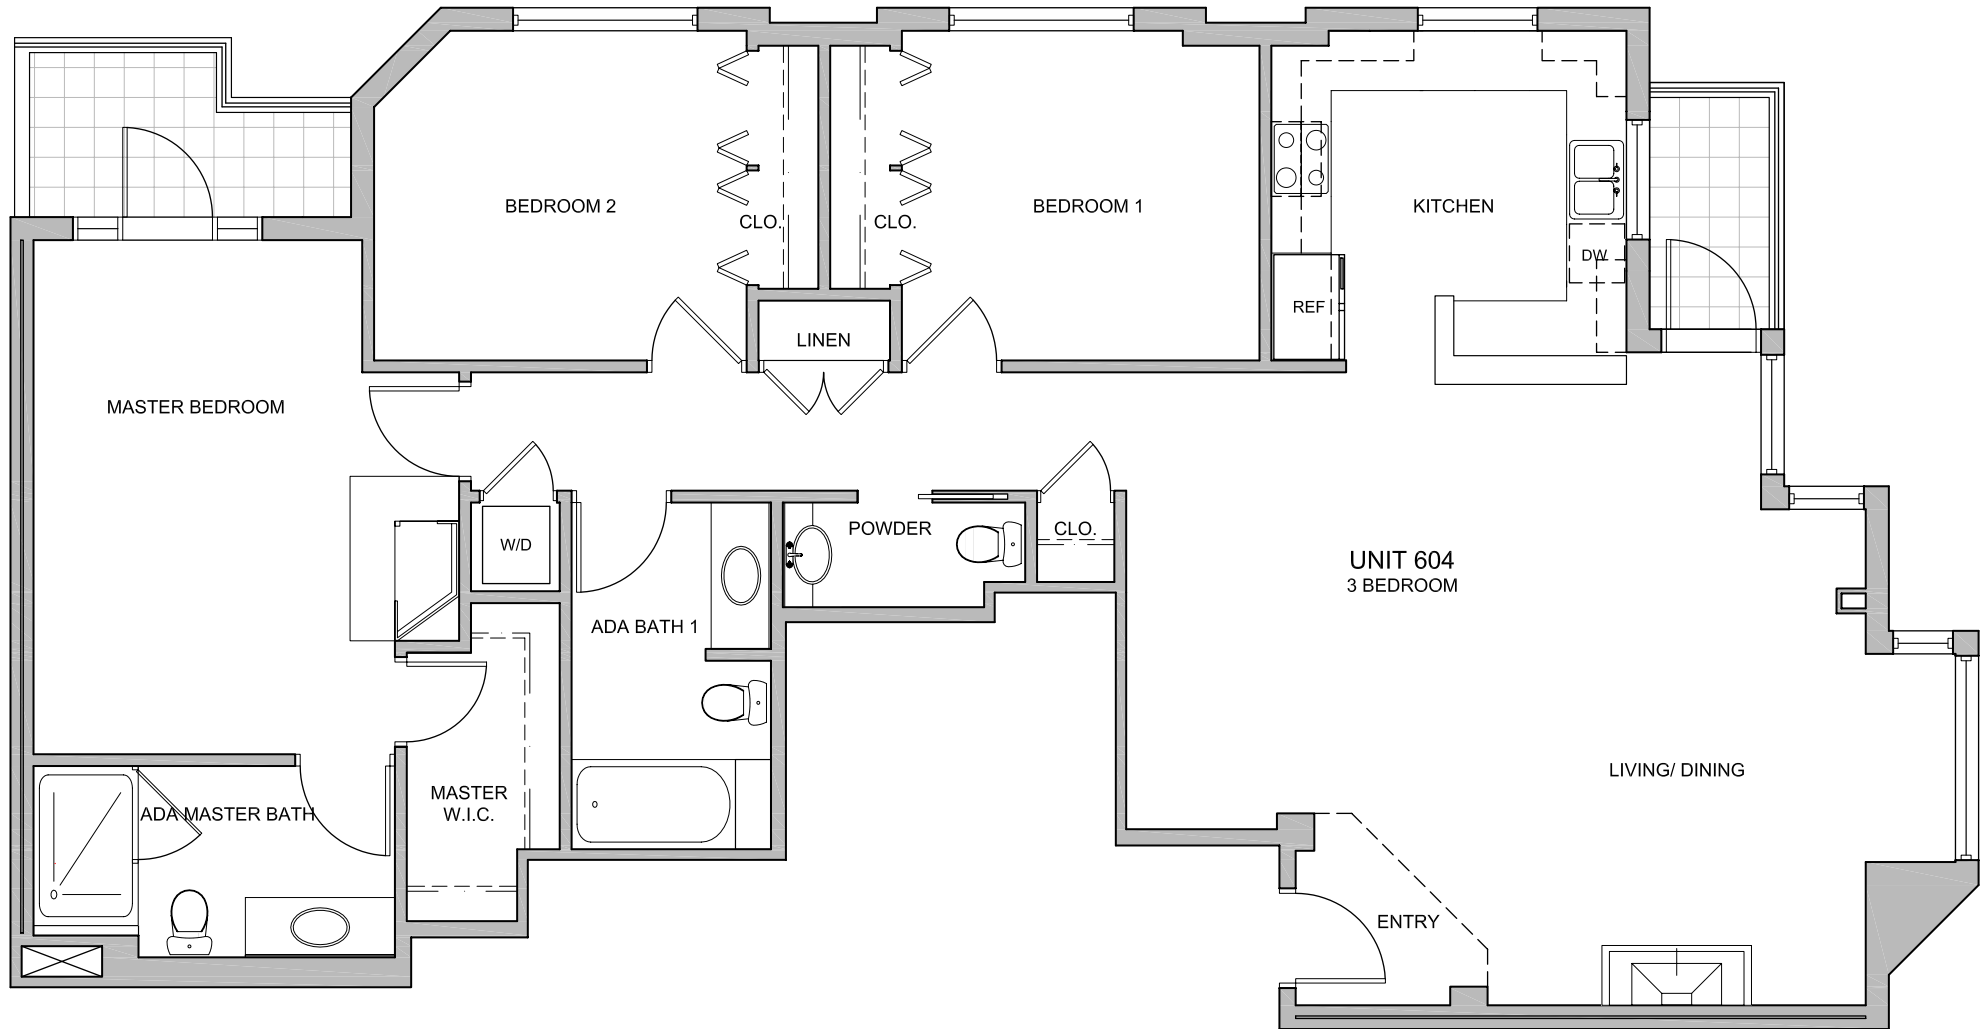 BEDROOM 2
CLO.
CLO.
BEDROOM 1
KITCHEN
DW
REF
LINEN
MASTER BEDROOM
W/D
POWDER
CLO.
UNIT 604
3 BEDROOM
ADA BATH 1
LIVING/ DINING
MASTER
W.I.C.
ADA MASTER BATH
ENTRY